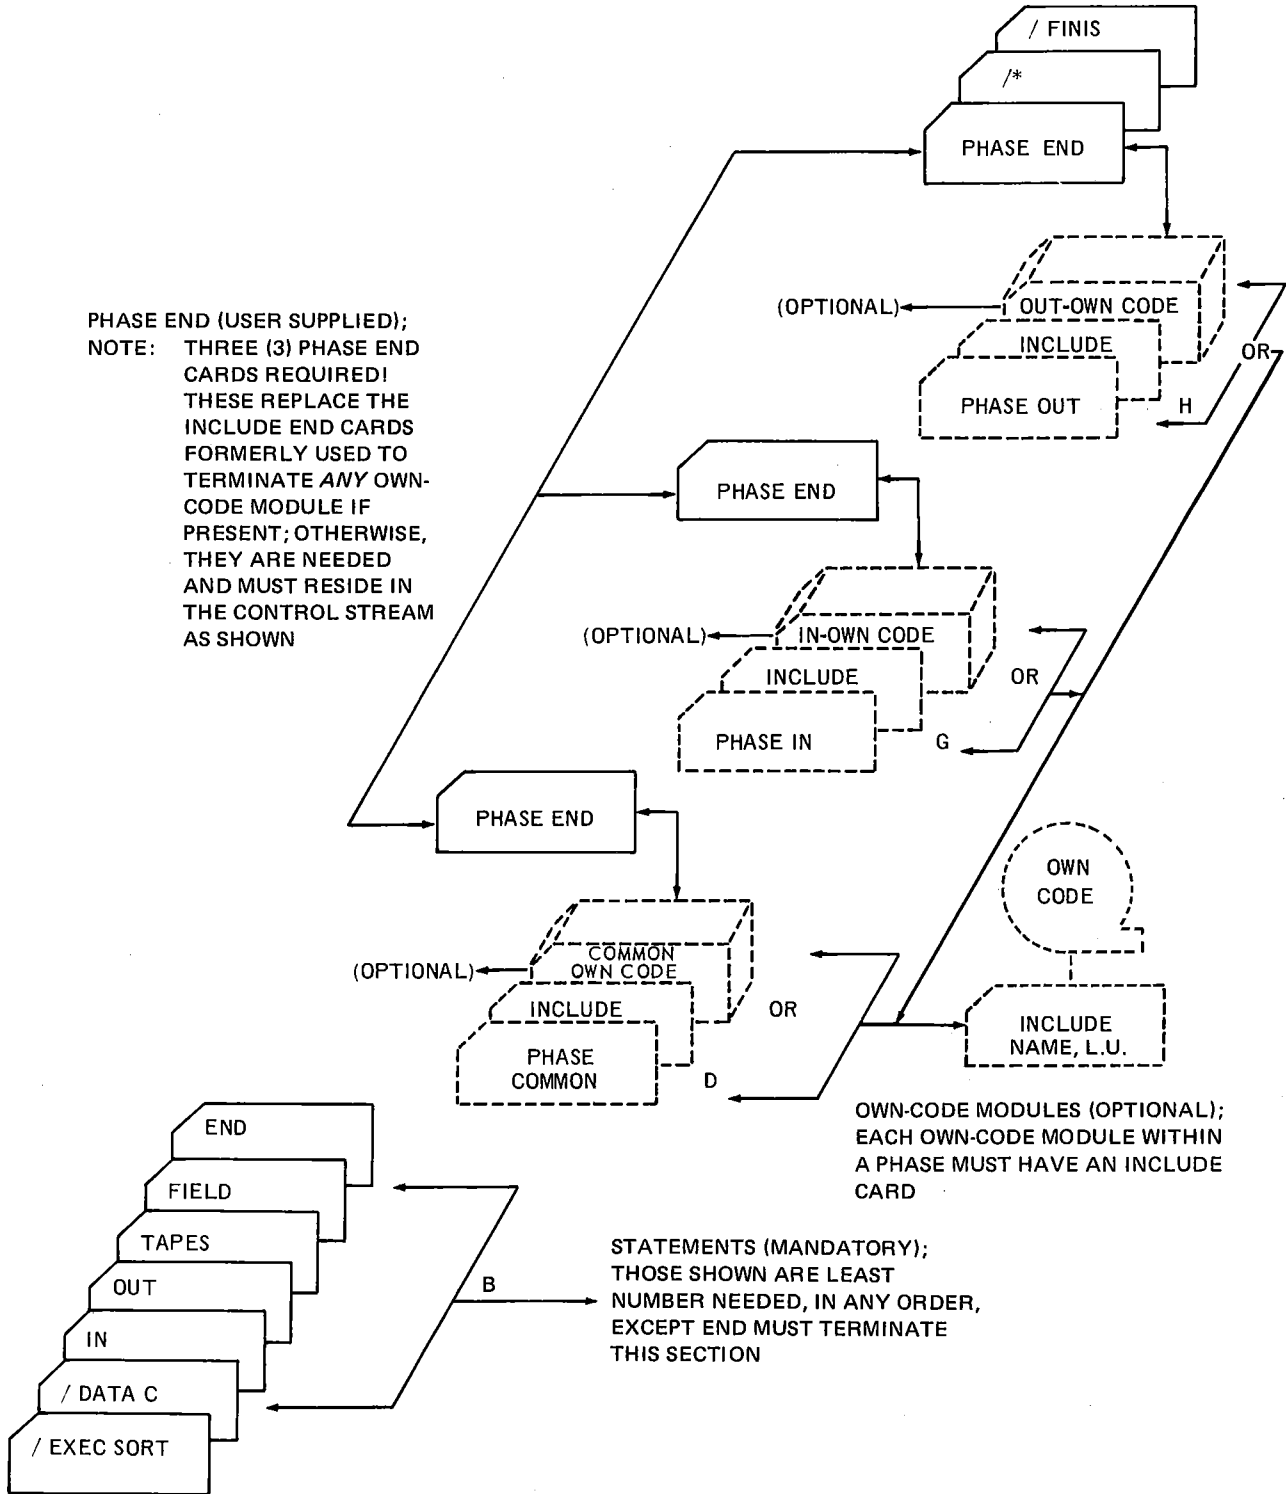 / FINIS
/*
PHASE END
(OPTIONAL)
OUT-OWN CODE
INCLUDE
PHASE OUT
OR
H
PHASE END (USER SUPPLIED);
NOTE: THREE (3) PHASE END
CARDS REQUIRED!
THESE REPLACE THE
INCLUDE END CARDS
FORMERLY USED TO
TERMINATE ANY OWN-
CODE MODULE IF
PRESENT; OTHERWISE,
THEY ARE NEEDED
AND MUST RESIDE IN
THE CONTROL STREAM
AS SHOWN
PHASE END
(OPTIONAL)
IN-OWN CODE
INCLUDE
PHASE IN
OR
G
PHASE END
(OPTIONAL)
COMMON
OWN CODE
INCLUDE
PHASE
COMMON
OR
D
OWN
CODE
INCLUDE
NAME, L.U.
OWN-CODE MODULES (OPTIONAL);
EACH OWN-CODE MODULE WITHIN
A PHASE MUST HAVE AN INCLUDE
CARD
END
FIELD
TAPES
OUT
IN
/ DATA C
/ EXEC SORT
B
STATEMENTS (MANDATORY);
THOSE SHOWN ARE LEAST
NUMBER NEEDED, IN ANY ORDER,
EXCEPT END MUST TERMINATE
THIS SECTION